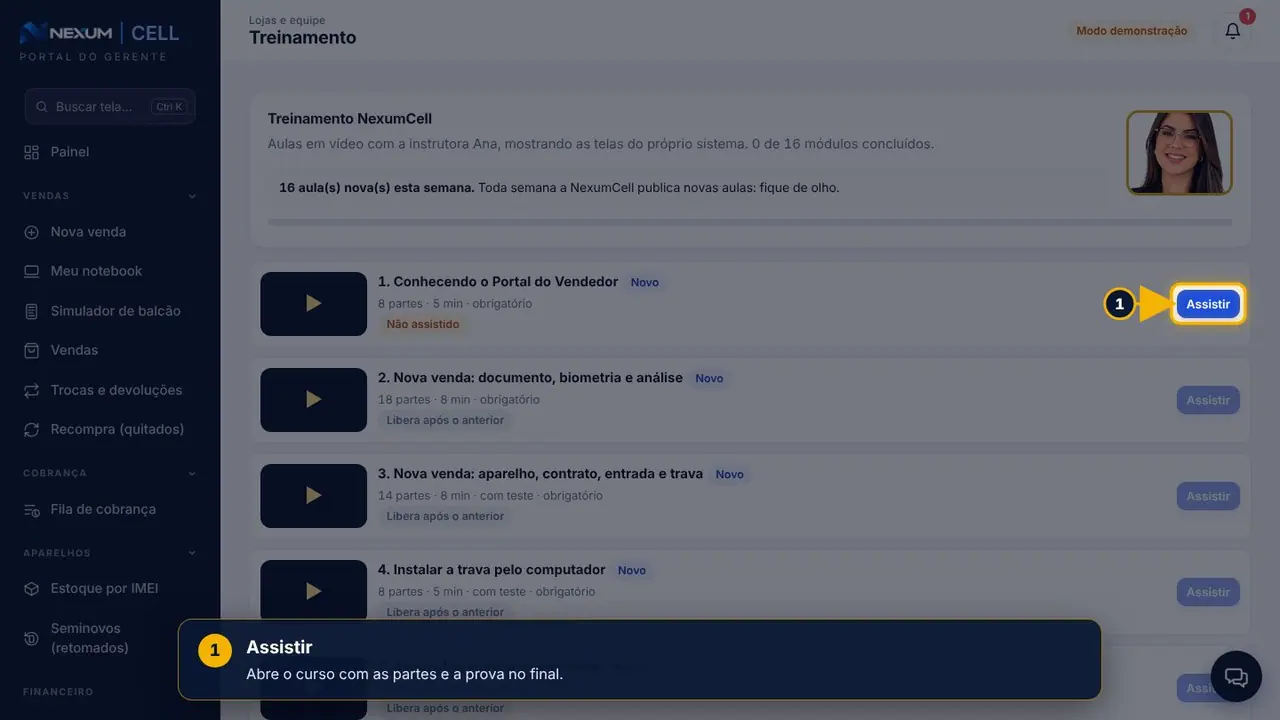 NEXUM | CELL
PORTAL DO GERENTE
Buscar tela... Ctrl K
Painel
VENDAS
Nova venda
Meu notebook
Simulador de balcão
Vendas
Trocas e devoluções
Recompra (quitados)
COBRANÇA
Fila de cobrança
APARELHOS
Estoque por IMEI
Seminovos
(retomados)
FINANCEIRO
Lojas e equipe
Treinamento
Modo demonstração
1
Treinamento NexumCell
Aulas em vídeo com a instrutora Ana, mostrando as telas do próprio sistema. 0 de 16 módulos concluídos.
16 aula(s) nova(s) esta semana. Toda semana a NexumCell publica novas aulas: fique de olho.
1. Conhecendo o Portal do Vendedor Novo
8 partes · 5 min · obrigatório
Não assistido
1
Assistir
2. Nova venda: documento, biometria e análise Novo
18 partes · 8 min · obrigatório
Libera após o anterior
Assistir
3. Nova venda: aparelho, contrato, entrada e trava Novo
14 partes · 8 min · com teste · obrigatório
Libera após o anterior
Assistir
4. Instalar a trava pelo computador Novo
8 partes · 5 min · com teste · obrigatório
Libera após o anterior
Assistir
1 Assistir
Abre o curso com as partes e a prova no final.
Libera após o anterior